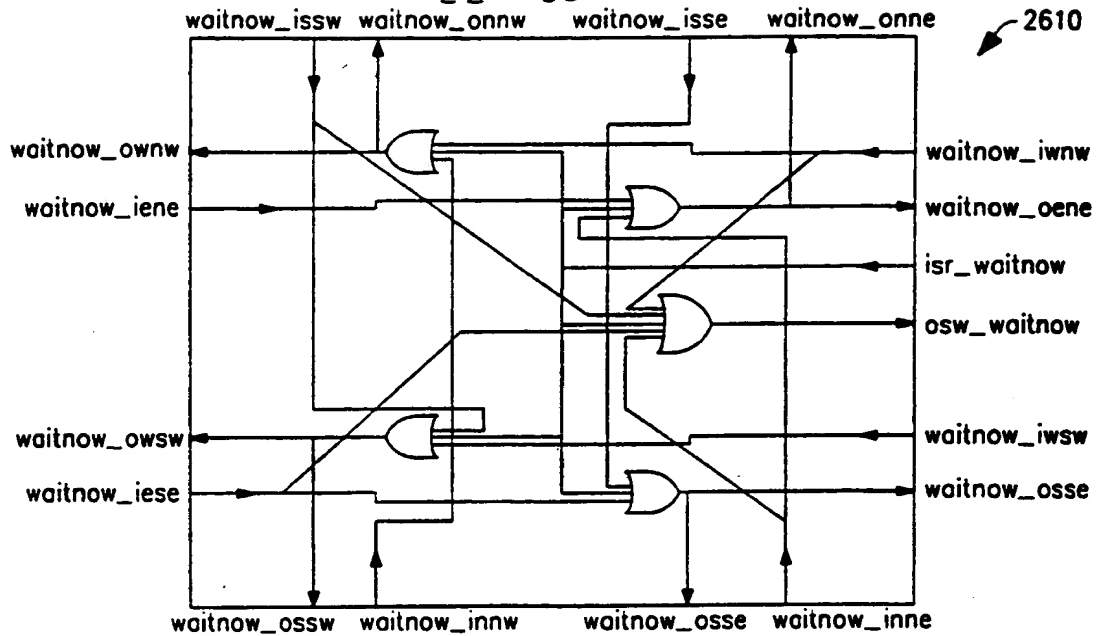 waitnow_issw waitnow_onnw waitnow_isse waitnow_onne
2610
waitnow_ownw
waitnow_iwnw
waitnow_iene
waitnow_oene
isr_waitnow
osw_waitnow
waitnow_owsw
waitnow_iwsw
waitnow_iese
waitnow_osse
waitnow_ossw waitnow_innw waitnow_osse waitnow_inne